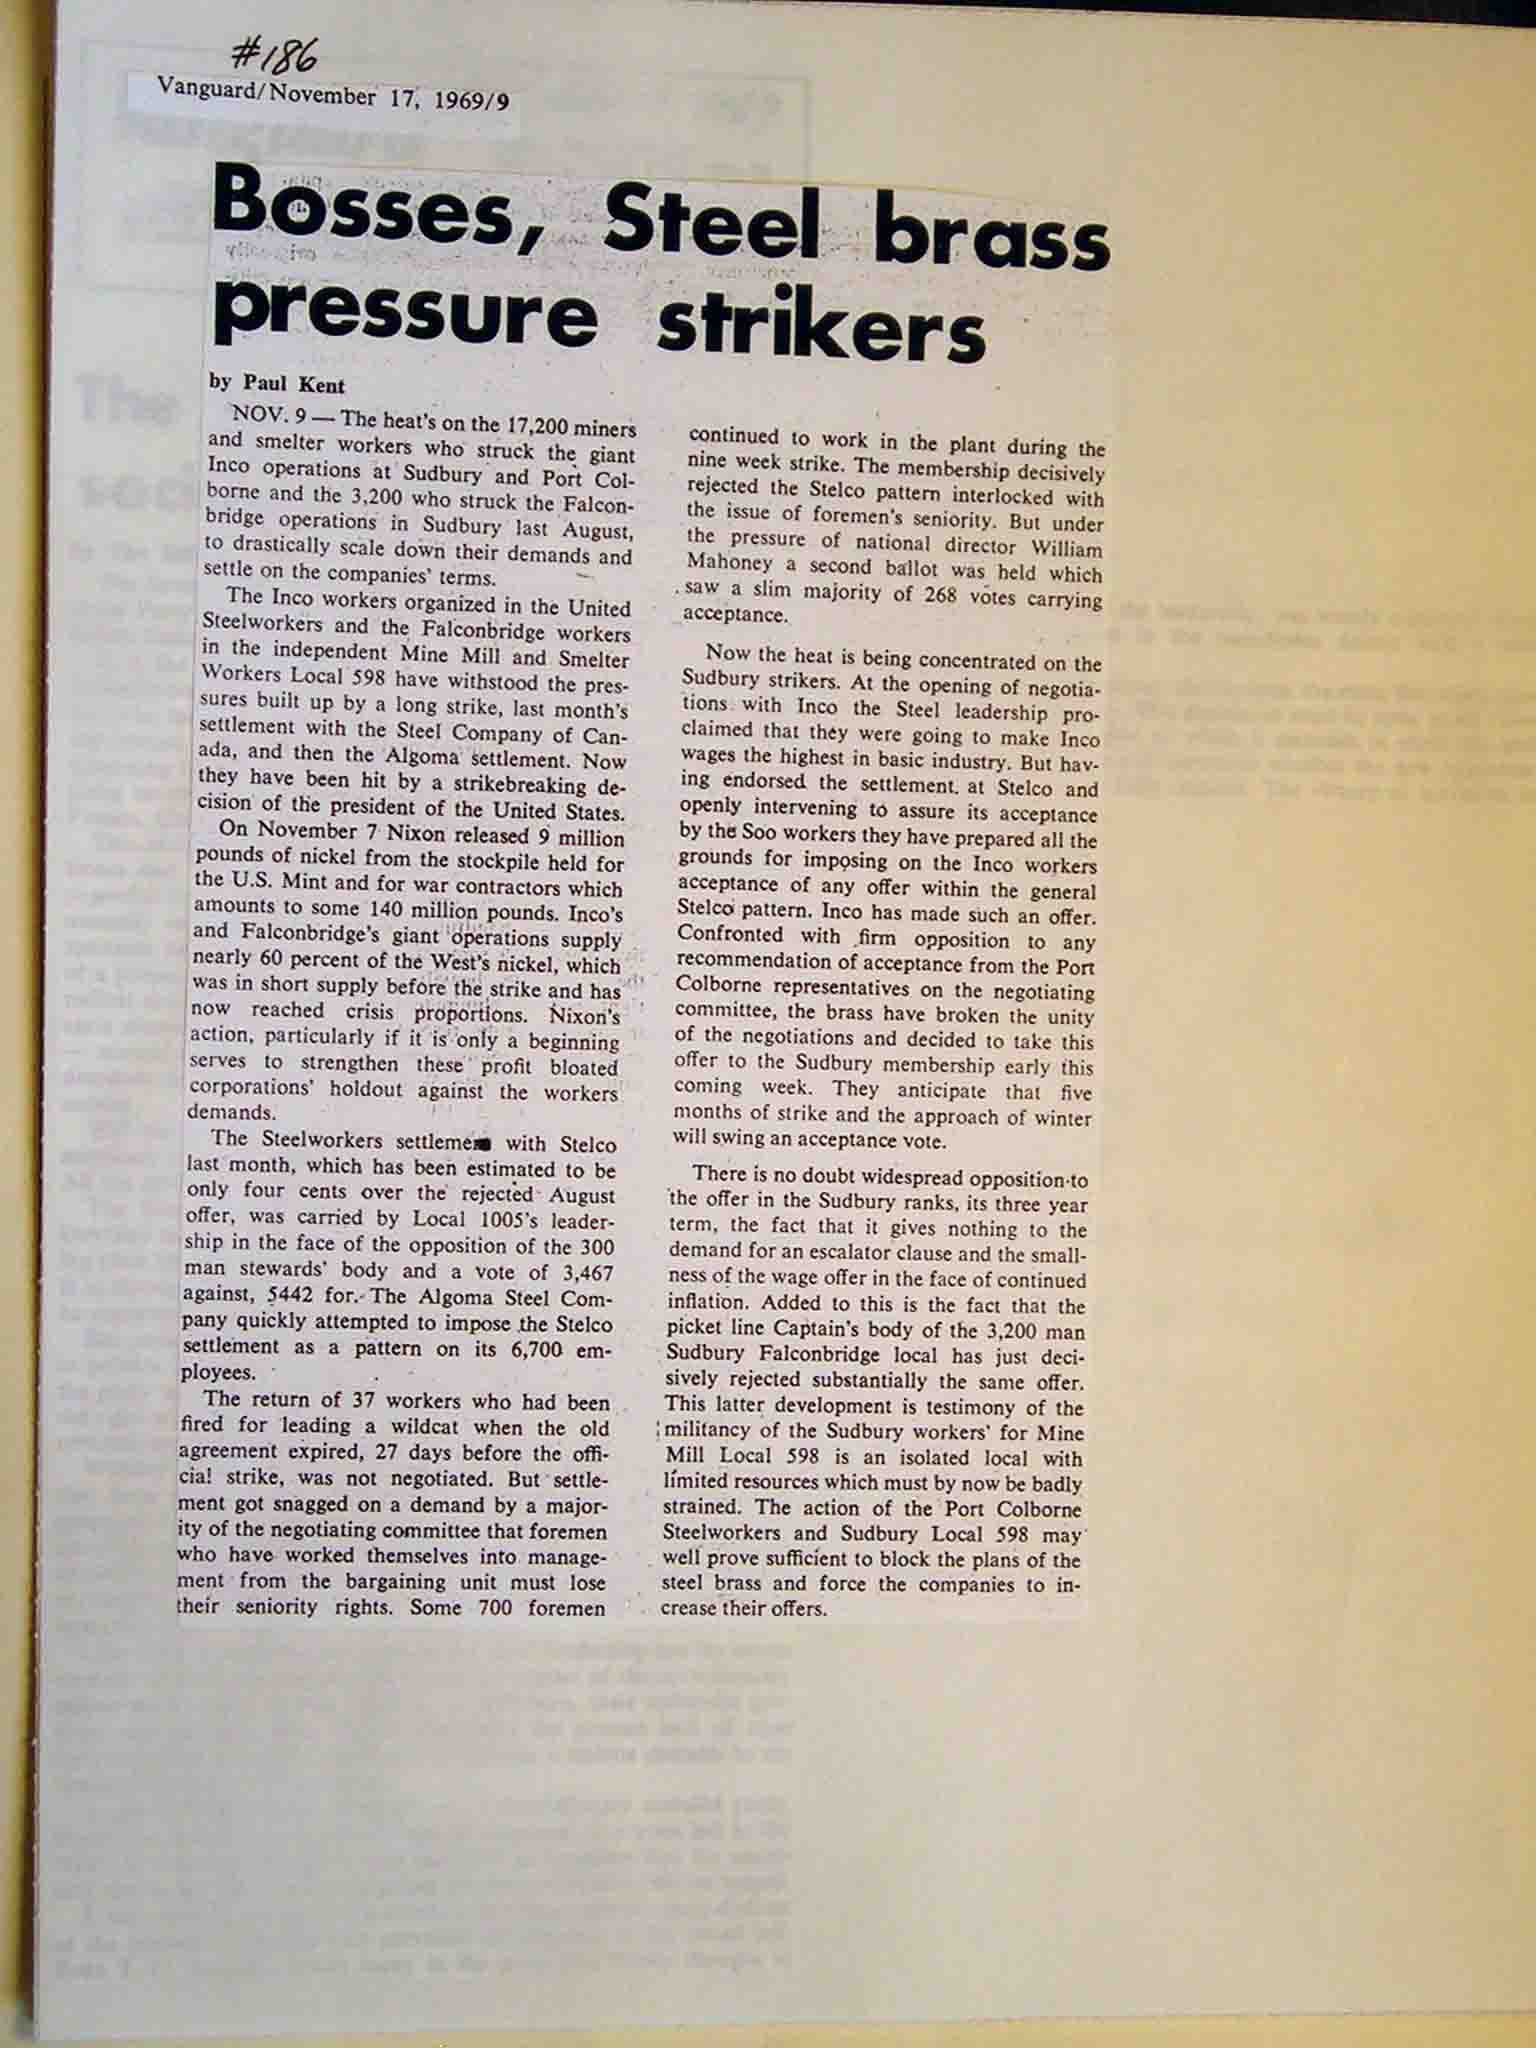 #186
Vanguard/November 17, 1969/9
Bosses, Steel brass
pressure strikers
by Paul Kent
NOV. 9 — The heat's on the 17,200 miners
and smelter workers who struck the giant
Inco operations at Sudbury and Port Col-
borne and the 3,200 who struck the Falcon-
bridge operations in Sudbury last August,
to drastically scale down their demands and
settle on the companies' terms.
The Inco workers organized in the United
Steelworkers and the Falconbridge workers
in the independent Mine Mill and Smelter
Workers Local 598 have withstood the pres-
sures built up by a long strike, last month's
settlement with the Steel Company of Can-
ada, and then the Algoma settlement. Now
they have been hit by a strikebreaking de-
cision of the president of the United States.
On November 7 Nixon released 9 million
pounds of nickel from the stockpile held for
the U.S. Mint and for war contractors which
amounts to some 140 million pounds. Inco's
and Falconbridge's giant operations supply
nearly 60 percent of the West's nickel, which
was in short supply before the strike and has
now reached crisis proportions. Nixon's
action, particularly if it is only a beginning
serves to strengthen these profit bloated
corporations' holdout against the workers
demands.
The Steelworkers settlement with Stelco
last month, which has been estimated to be
only four cents over the rejected August
offer, was carried by Local 1005's leader-
ship in the face of the opposition of the 300
man stewards' body and a vote of 3,467
against, 5442 for. The Algoma Steel Com-
pany quickly attempted to impose the Stelco
settlement as a pattern on its 6,700 em-
ployees.
The return of 37 workers who had been
fired for leading a wildcat when the old
agreement expired, 27 days before the offi-
cial strike, was not negotiated. But settle-
ment got snagged on a demand by a major-
ity of the negotiating committee that foremen
who have worked themselves into manage-
ment from the bargaining unit must lose
their seniority rights. Some 700 foremen
continued to work in the plant during the
nine week strike. The membership decisively
rejected the Stelco pattern interlocked with
the issue of foremen's seniority. But under
the pressure of national director William
Mahoney a second ballot was held which
saw a slim majority of 268 votes carrying
acceptance.
Now the heat is being concentrated on the
Sudbury strikers. At the opening of negotia-
tions with Inco the Steel leadership pro-
claimed that they were going to make Inco
wages the highest in basic industry. But hav-
ing endorsed the settlement at Stelco and
openly intervening to assure its acceptance
by the Soo workers they have prepared all the
grounds for imposing on the Inco workers
acceptance of any offer within the general
Stelco pattern. Inco has made such an offer.
Confronted with firm opposition to any
recommendation of acceptance from the Port
Colborne representatives on the negotiating
committee, the brass have broken the unity
of the negotiations and decided to take this
offer to the Sudbury membership early this
coming week. They anticipate that five
months of strike and the approach of winter
will swing an acceptance vote.
There is no doubt widespread opposition to
the offer in the Sudbury ranks, its three year
term, the fact that it gives nothing to the
demand for an escalator clause and the small-
ness of the wage offer in the face of continued
inflation. Added to this is the fact that the
picket line Captain's body of the 3,200 man
Sudbury Falconbridge local has just deci-
sively rejected substantially the same offer.
This latter development is testimony of the
militancy of the Sudbury workers' for Mine
Mill Local 598 is an isolated local with
limited resources which must by now be badly
strained. The action of the Port Colborne
Steelworkers and Sudbury Local 598 may
well prove sufficient to block the plans of the
steel brass and force the companies to in-
crease their offers.